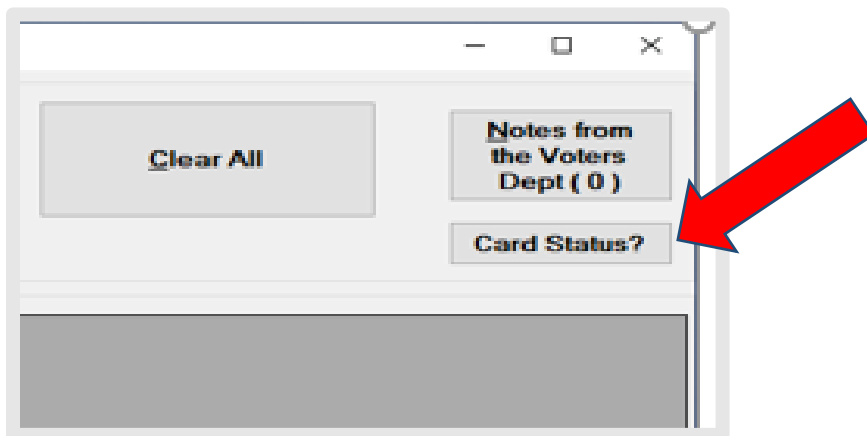 Clear All
Notes from
the Voters
Dept ( 0 )
Card Status?